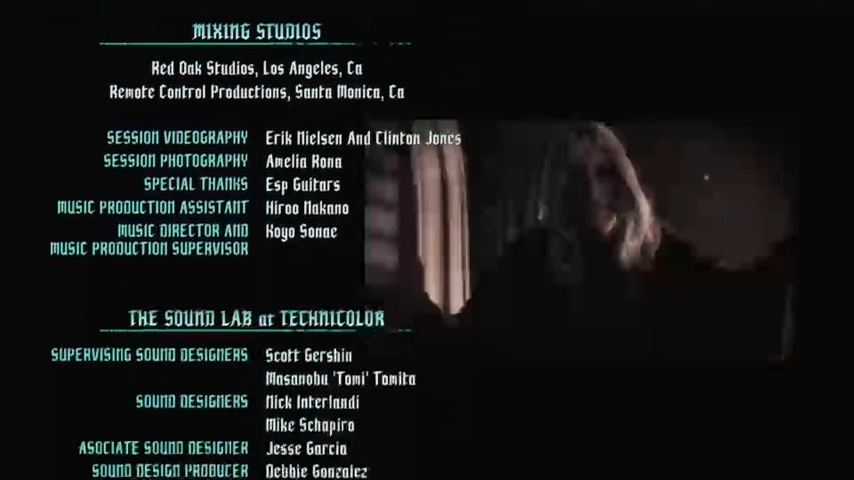 MIXING STUDIOS
Red Oak Studios, Los Angeles, Ca
Remote Control Productions, Santa Monica, Ca
SESSION VIDEOGRAPHY Erik Nielsen And Clinton Jones
SESSION PHOTOGRAPHY Amelia Rona
SPECIAL THANKS Esp Guitars
MUSIC PRODUCTION ASSISTANT Hiroo Nakano
MUSIC DIRECTOR AND Koyo Sonae
MUSIC PRODUCTION SUPERVISOR
THE SOUND LAB at TECHNICOLOR
SUPERVISING SOUND DESIGNERS Scott Gershin
Masanobu 'Tomi' Tomita
SOUND DESIGNERS Nick Interlandi
Mike Schapiro
ASOCIATE SOUND DESIGNER Jesse Garcia
SOUND DESIGN PRODUCER Debbie Gonzalez